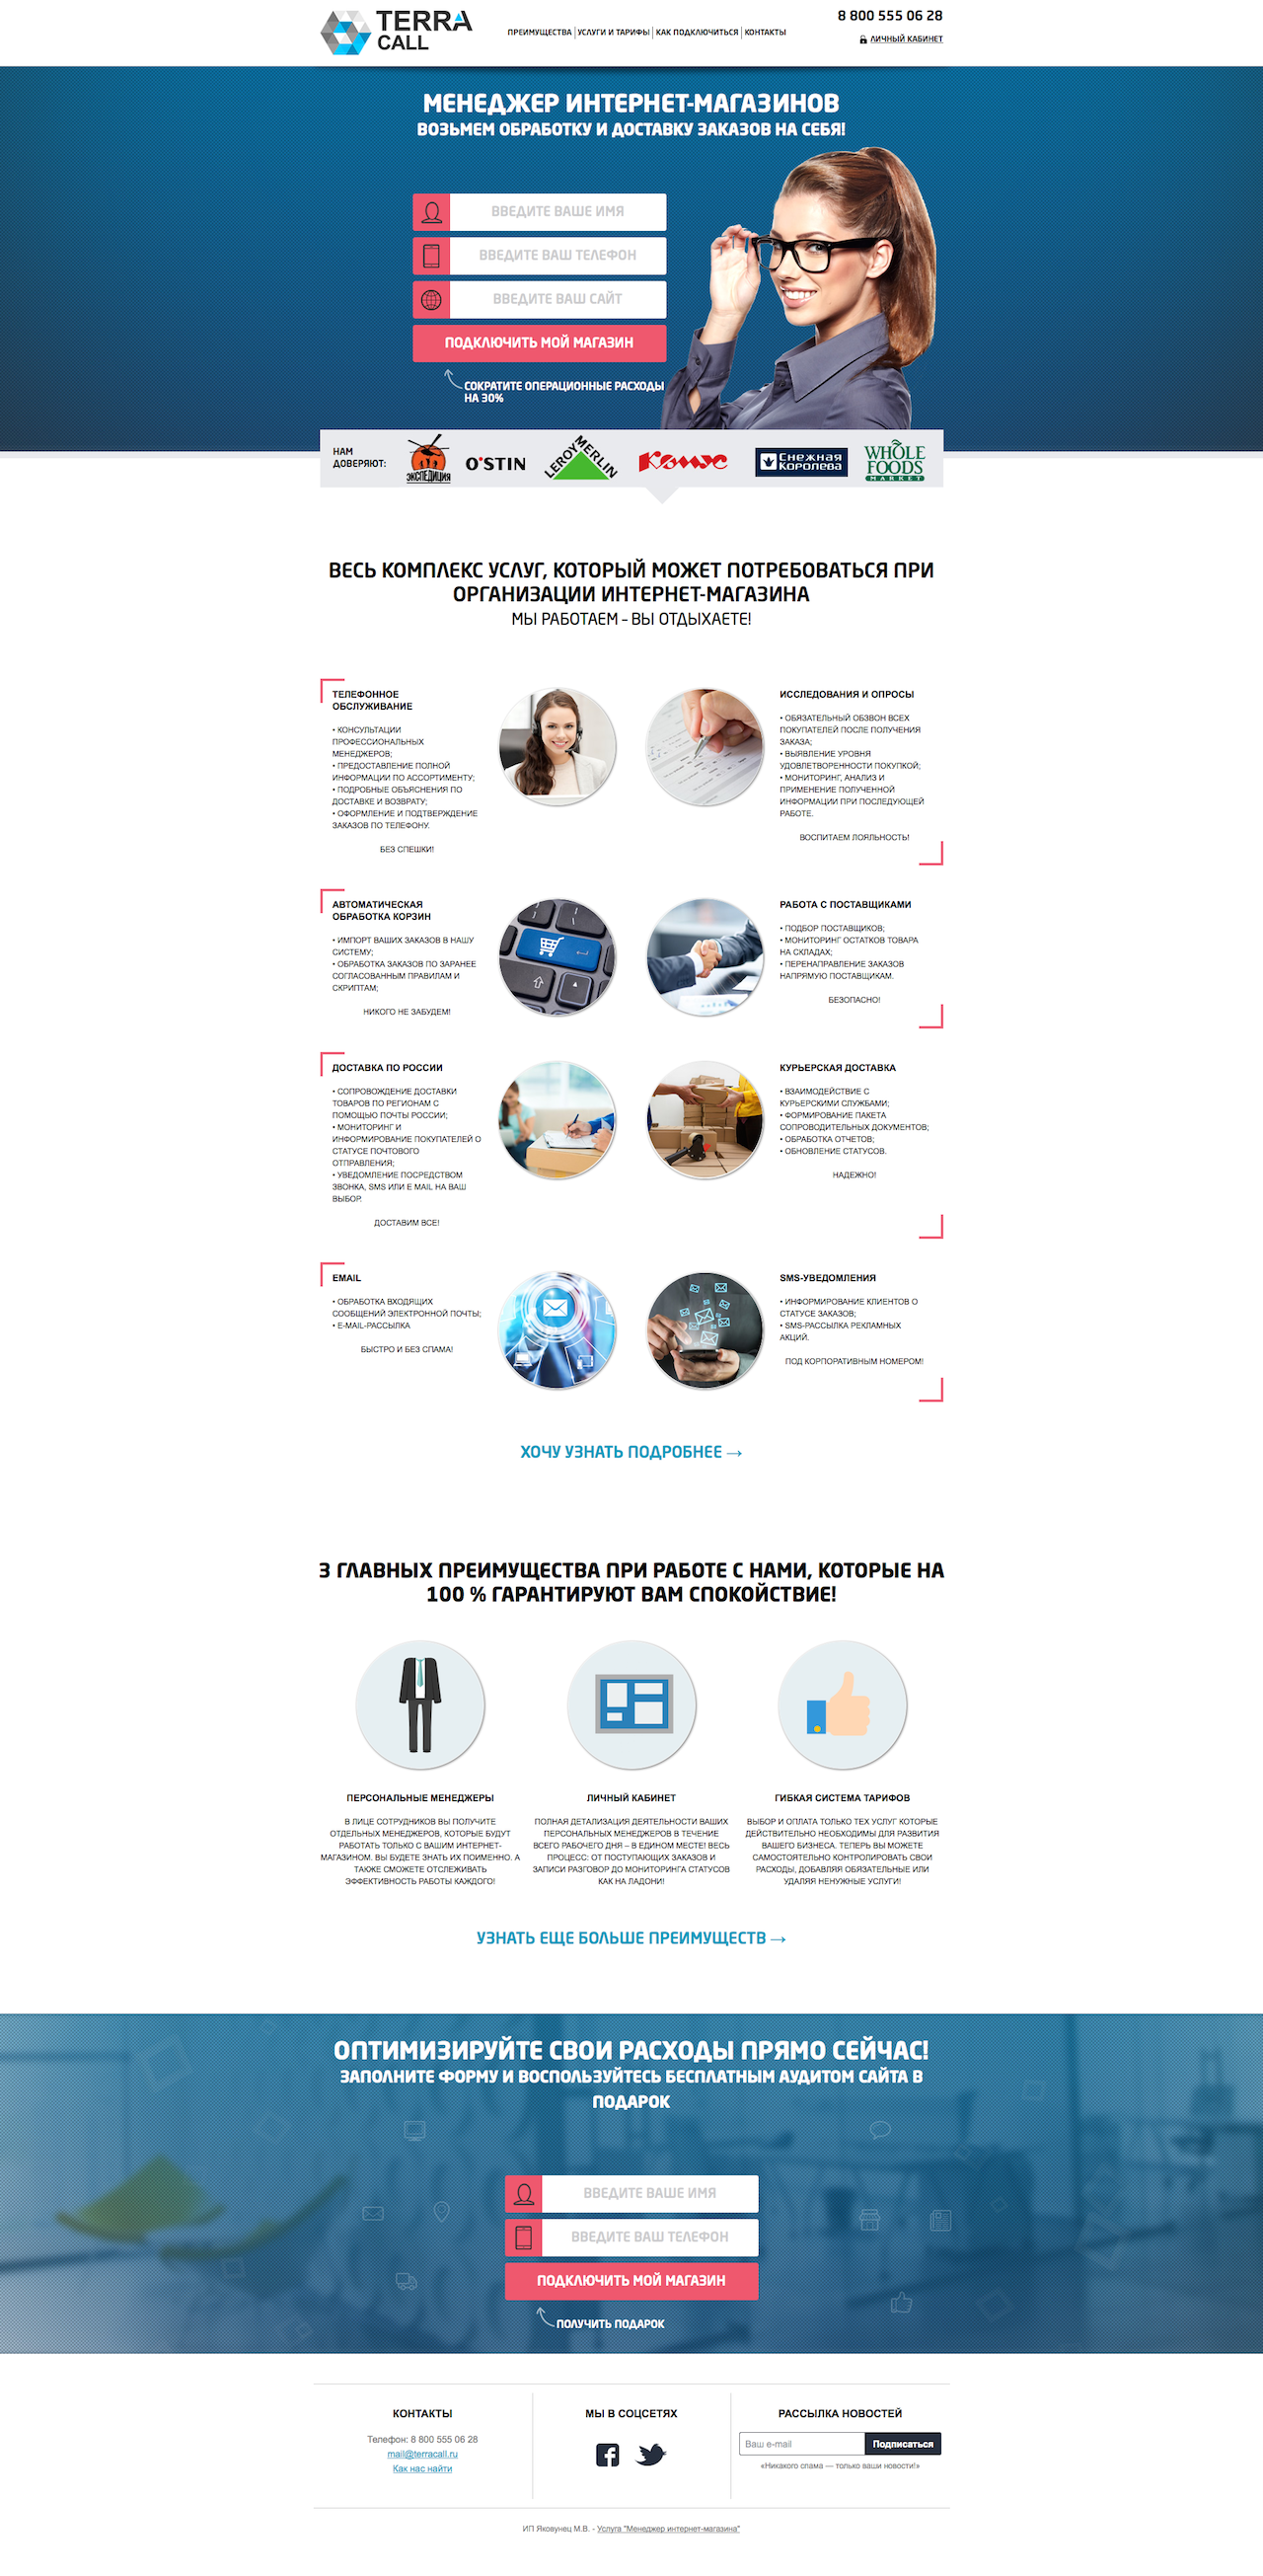 TERRA
CALL
ПРЕИМУЩЕСТВА
УСЛУГИ И ТАРИФЫ
КАК ПОДКЛЮЧИТЬСЯ
КОНТАКТЫ
8 800 555 06 28
ЛИЧНЫЙ КАБИНЕТ
МЕНЕДЖЕР ИНТЕРНЕТ-МАГАЗИНОВ
ВОЗЬМЕМ ОБРАБОТКУ И ДОСТАВКУ ЗАКАЗОВ НА СЕБЯ!
ВВЕДИТЕ ВАШЕ ИМЯ
ВВЕДИТЕ ВАШ ТЕЛЕФОН
ВВЕДИТЕ ВАШ САЙТ
ПОДКЛЮЧИТЬ МОЙ МАГАЗИН
СОКРАТИТЕ ОПЕРАЦИОННЫЕ РАСХОДЫ
НА 30%
НАМ
ДОВЕРЯЮТ:
ЭКСПЕДИЦИЯ
O'STIN
LEROY MERLIN
Комус
Снежная
Королева
WHOLE
FOODS
MARKET
ВЕСЬ КОМПЛЕКС УСЛУГ, КОТОРЫЙ МОЖЕТ ПОТРЕБОВАТЬСЯ ПРИ
ОРГАНИЗАЦИИ ИНТЕРНЕТ-МАГАЗИНА
МЫ РАБОТАЕМ – ВЫ ОТДЫХАЕТЕ!
ТЕЛЕФОННОЕ
ОБСЛУЖИВАНИЕ
• КОНСУЛЬТАЦИИ
ПРОФЕССИОНАЛЬНЫХ
МЕНЕДЖЕРОВ;
• ПРЕДОСТАВЛЕНИЕ ПОЛНОЙ
ИНФОРМАЦИИ ПО АССОРТИМЕНТУ;
• ПОДРОБНЫЕ ОБЪЯСНЕНИЯ ПО
ДОСТАВКЕ И ВОЗВРАТУ;
• ОФОРМЛЕНИЕ И ПОДТВЕРЖДЕНИЕ
ЗАКАЗОВ ПО ТЕЛЕФОНУ.
БЕЗ СПЕШКИ!
ИССЛЕДОВАНИЯ И ОПРОСЫ
• ОБЯЗАТЕЛЬНЫЙ ОБЗВОН ВСЕХ
ПОКУПАТЕЛЕЙ ПОСЛЕ ПОЛУЧЕНИЯ
ЗАКАЗА;
• ВЫЯВЛЕНИЕ УРОВНЯ
УДОВЛЕТВОРЕННОСТИ ПОКУПКОЙ;
• МОНИТОРИНГ, АНАЛИЗ И
ПРИМЕНЕНИЕ ПОЛУЧЕННОЙ
ИНФОРМАЦИИ ПРИ ПОСЛЕДУЮЩЕЙ
РАБОТЕ.
ВОСПИТАЕМ ЛОЯЛЬНОСТЬ!
АВТОМАТИЧЕСКАЯ
ОБРАБОТКА КОРЗИН
• ИМПОРТ ВАШИХ ЗАКАЗОВ В НАШУ
СИСТЕМУ;
• ОБРАБОТКА ЗАКАЗОВ ПО ЗАРАНЕЕ
СОГЛАСОВАННЫМ ПРАВИЛАМ И
СКРИПТАМ;
НИКОГО НЕ ЗАБУДЕМ!
РАБОТА С ПОСТАВЩИКАМИ
• ПОДБОР ПОСТАВЩИКОВ;
• МОНИТОРИНГ ОСТАТКОВ ТОВАРА
НА СКЛАДАХ;
• ПЕРЕНАПРАВЛЕНИЕ ЗАКАЗОВ
НАПРЯМУЮ ПОСТАВЩИКАМ.
БЕЗОПАСНО!
ДОСТАВКА ПО РОССИИ
• СОПРОВОЖДЕНИЕ ДОСТАВКИ
ТОВАРОВ ПО РЕГИОНАМ С
ПОМОЩЬЮ ПОЧТЫ РОССИИ;
• МОНИТОРИНГ И
ИНФОРМИРОВАНИЕ ПОКУПАТЕЛЕЙ О
СТАТУСЕ ПОЧТОВОГО
ОТПРАВЛЕНИЯ;
• УВЕДОМЛЕНИЕ ПОСРЕДСТВОМ
ЗВОНКА, SMS ИЛИ E MAIL НА ВАШ
ВЫБОР.
ДОСТАВИМ ВСЕ!
КУРЬЕРСКАЯ ДОСТАВКА
• ВЗАИМОДЕЙСТВИЕ С
КУРЬЕРСКИМИ СЛУЖБАМИ;
• ФОРМИРОВАНИЕ ПАКЕТА
СОПРОВОДИТЕЛЬНЫХ ДОКУМЕНТОВ;
• ОБРАБОТКА ОТЧЕТОВ;
• ОБНОВЛЕНИЕ СТАТУСОВ.
НАДЕЖНО!
EMAIL
• ОБРАБОТКА ВХОДЯЩИХ
СООБЩЕНИЙ ЭЛЕКТРОННОЙ ПОЧТЫ;
• E-MAIL-РАССЫЛКА
БЫСТРО И БЕЗ СПАМА!
SMS-УВЕДОМЛЕНИЯ
• ИНФОРМИРОВАНИЕ КЛИЕНТОВ О
СТАТУСЕ ЗАКАЗОВ;
• SMS-РАССЫЛКА РЕКЛАМНЫХ
АКЦИЙ.
ПОД КОРПОРАТИВНЫМ НОМЕРОМ!
ХОЧУ УЗНАТЬ ПОДРОБНЕЕ →
3 ГЛАВНЫХ ПРЕИМУЩЕСТВА ПРИ РАБОТЕ С НАМИ, КОТОРЫЕ НА
100 % ГАРАНТИРУЮТ ВАМ СПОКОЙСТВИЕ!
ПЕРСОНАЛЬНЫЕ МЕНЕДЖЕРЫ
В ЛИЦЕ СОТРУДНИКОВ ВЫ ПОЛУЧИТЕ
ОТДЕЛЬНЫХ МЕНЕДЖЕРОВ, КОТОРЫЕ БУДУТ
РАБОТАТЬ ТОЛЬКО С ВАШИМ ИНТЕРНЕТ-
МАГАЗИНОМ. ВЫ БУДЕТЕ ЗНАТЬ ИХ ПОИМЕННО. А
ТАКЖЕ СМОЖЕТЕ ОТСЛЕЖИВАТЬ
ЭФФЕКТИВНОСТЬ РАБОТЫ КАЖДОГО!
ЛИЧНЫЙ КАБИНЕТ
ПОЛНАЯ ДЕТАЛИЗАЦИЯ ДЕЯТЕЛЬНОСТИ ВАШИХ
ПЕРСОНАЛЬНЫХ МЕНЕДЖЕРОВ В ТЕЧЕНИЕ
ВСЕГО РАБОЧЕГО ДНЯ – В ЕДИНОМ МЕСТЕ! ВЕСЬ
ПРОЦЕСС: ОТ ПОСТУПАЮЩИХ ЗАКАЗОВ И
ЗАПИСИ РАЗГОВОР ДО МОНИТОРИНГА СТАТУСОВ
КАК НА ЛАДОНИ!
ГИБКАЯ СИСТЕМА ТАРИФОВ
ВЫБОР И ОПЛАТА ТОЛЬКО ТЕХ УСЛУГ КОТОРЫЕ
ДЕЙСТВИТЕЛЬНО НЕОБХОДИМЫ ДЛЯ РАЗВИТИЯ
ВАШЕГО БИЗНЕСА. ТЕПЕРЬ ВЫ МОЖЕТЕ
САМОСТОЯТЕЛЬНО КОНТРОЛИРОВАТЬ СВОИ
РАСХОДЫ, ДОБАВЛЯЯ ОБЯЗАТЕЛЬНЫЕ ИЛИ
УДАЛЯЯ НЕНУЖНЫЕ УСЛУГИ!
УЗНАТЬ ЕЩЕ БОЛЬШЕ ПРЕИМУЩЕСТВ →
ОПТИМИЗИРУЙТЕ СВОИ РАСХОДЫ ПРЯМО СЕЙЧАС!
ЗАПОЛНИТЕ ФОРМУ И ВОСПОЛЬЗУЙТЕСЬ БЕСПЛАТНЫМ АУДИТОМ САЙТА В
ПОДАРОК
ВВЕДИТЕ ВАШЕ ИМЯ
ВВЕДИТЕ ВАШ ТЕЛЕФОН
ПОДКЛЮЧИТЬ МОЙ МАГАЗИН
ПОЛУЧИТЬ ПОДАРОК
КОНТАКТЫ
Телефон: 8 800 555 06 28
mail@terracall.ru
Как нас найти
МЫ В СОЦСЕТЯХ
РАССЫЛКА НОВОСТЕЙ
Ваш e-mail
Подписаться
«Никакого спама — только ваши новости!»
ИП Яковунец М.В. - Услуга "Менеджер интернет-магазина"